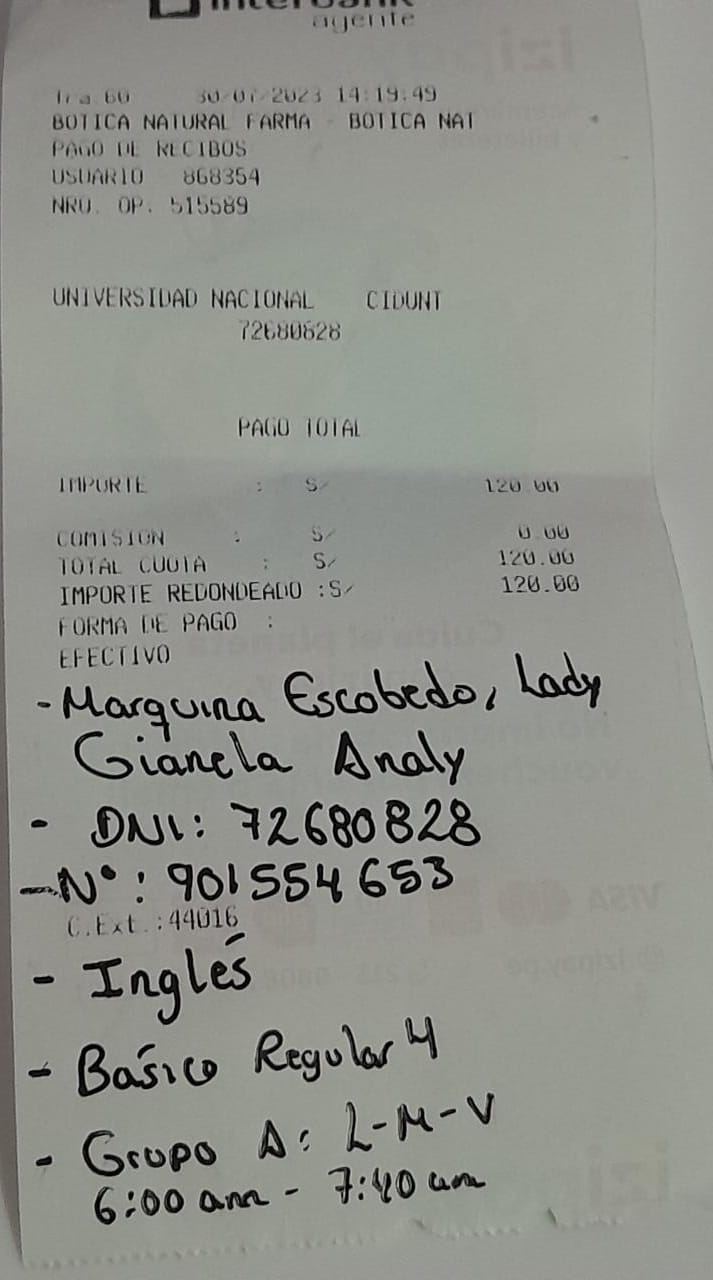 Interbank
agente
Tra 60 30/07/2023 14:19:49
BOTICA NATURAL FARMA - BOTICA NAT
PAGO DE RECIBOS
USUARIO 868354
NRO. OP. 515589
UNIVERSIDAD NACIONAL CIDUNT
72680828
PAGO TOTAL
IMPORTE : S/ 120.00
COMISION : S/ 0.00
TOTAL CUOTA : S/ 120.00
IMPORTE REDONDEADO :S/ 120.00
FORMA DE PAGO :
EFECTIVO
- Marquina Escobedo, Lady
Gianela Analy
- DNI: 72680828
- N°: 901554653
C.Ext.:44016
- Inglés
- Básico Regular 4
- Grupo A: L-M-V
6:00 am - 7:40 am